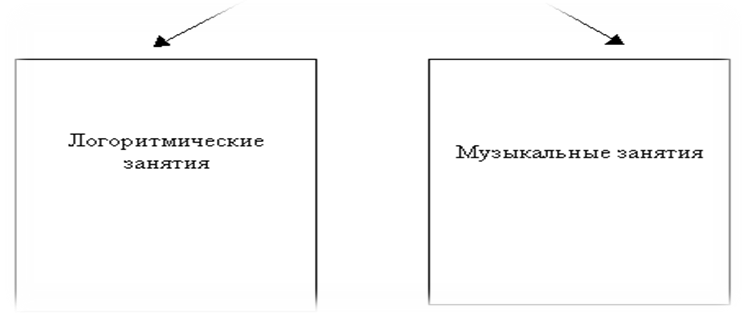 Логоритмические
занятия
Музыкальные занятия